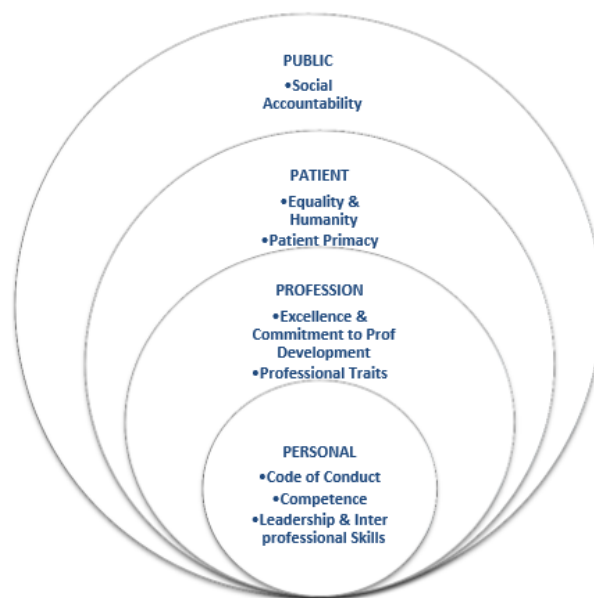 PUBLIC
•Social
Accountability
PATIENT
•Equality &
Humanity
•Patient Primacy
PROFESSION
•Excellence &
Commitment to Prof
Development
•Professional Traits
PERSONAL
•Code of Conduct
•Competence
•Leadership & Inter
professional Skills